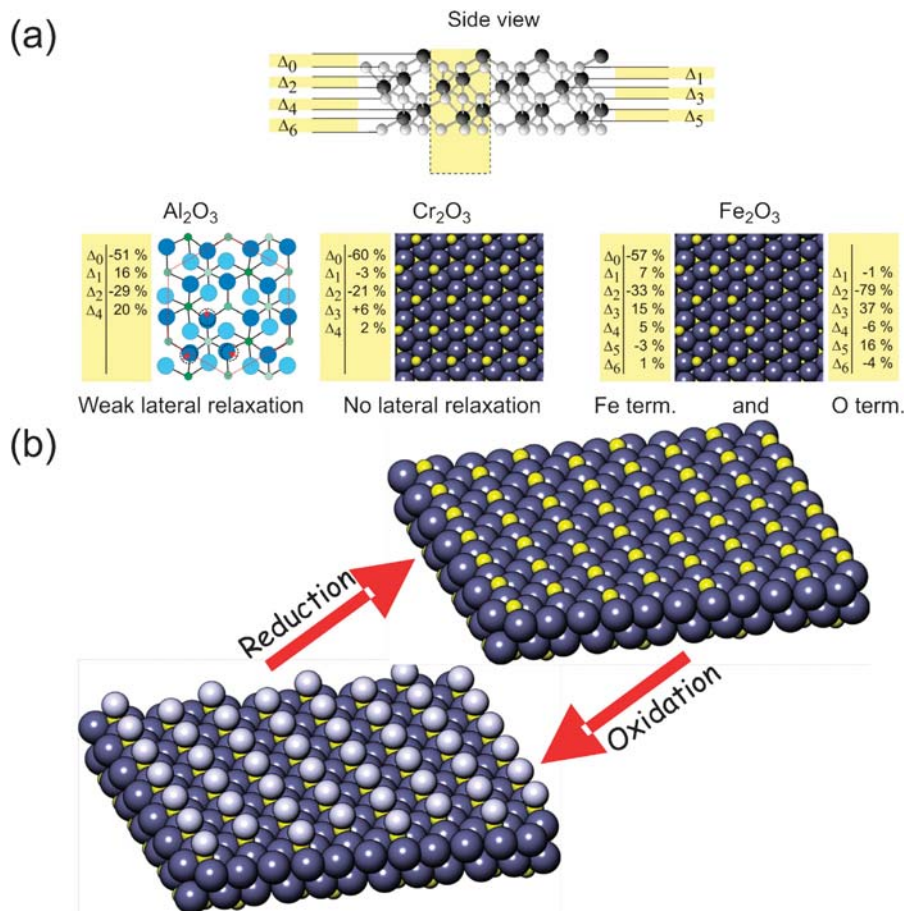 (a)
Side view
Δ0
Δ2
Δ4
Δ6
Δ1
Δ3
Δ5
Al2O3
Δ0 -51 %
Δ1 16 %
Δ2 -29 %
Δ4 20 %
Weak lateral relaxation
Cr2O3
Δ0 -60 %
Δ1 -3 %
Δ2 -21 %
Δ3 +6 %
Δ4 2 %
No lateral relaxation
Fe2O3
Δ0 -57 %
Δ1 7 %
Δ2 -33 %
Δ3 15 %
Δ4 5 %
Δ5 -3 %
Δ6 1 %
Δ1 -1 %
Δ2 -79 %
Δ3 37 %
Δ4 -6 %
Δ5 16 %
Δ6 -4 %
Fe term. and O term.
(b)
Reduction
Oxidation